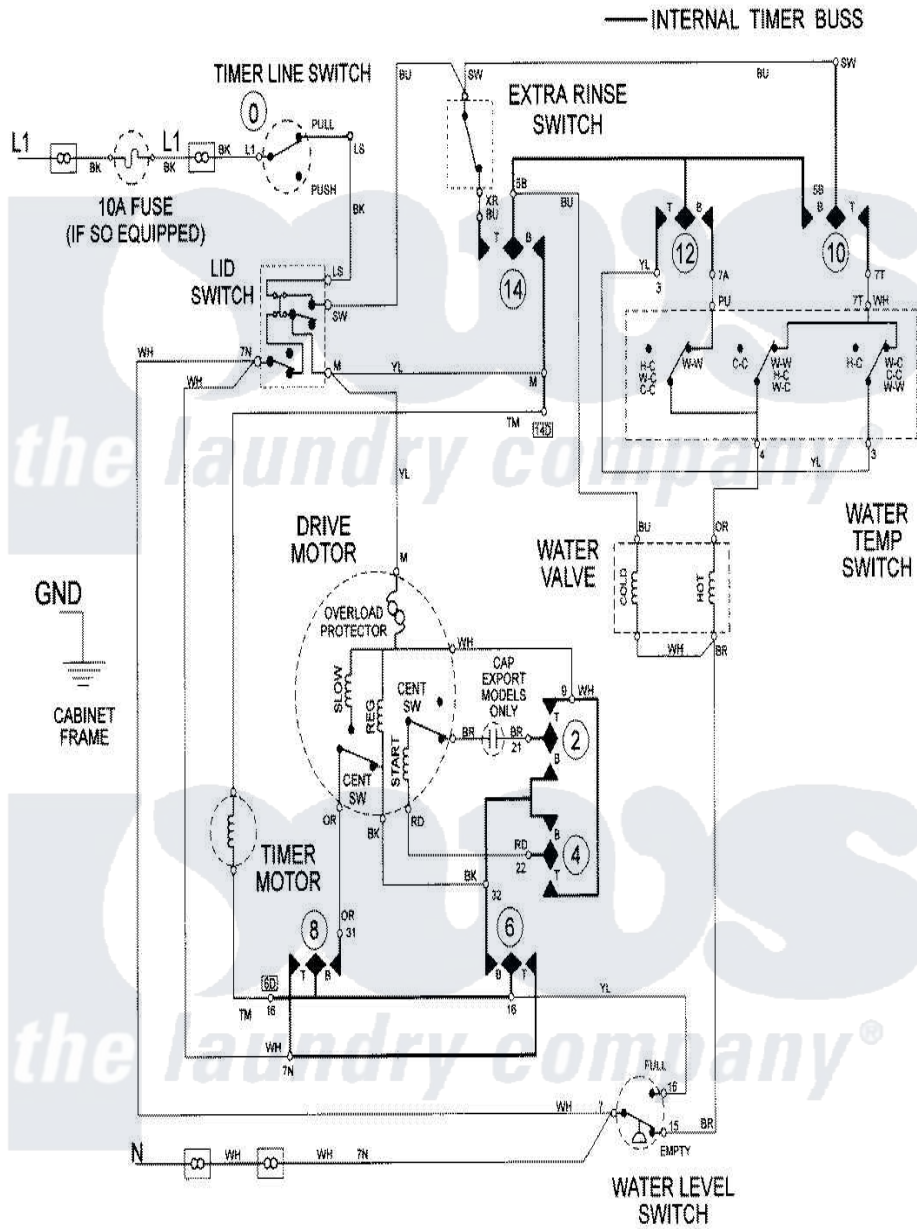 INTERNAL TIMER BUSS
TIMER LINE SWITCH
0
PULL
PUSH
L1
BK
L1
BK
BK
L1
LS
BK
10A FUSE
(IF SO EQUIPPED)
EXTRA RINSE
SWITCH
BU
SW
BU
SW
XR
BU
5B
BU
5B
T
B
14
T
B
12
B
T
10
LID
SWITCH
LS
SW
M
7N
WH
WH
YL
M
TM
14D
YL
3
7A
PU
7T
7T
WH
H-C
W-C
C-C
W-W
C-C
W-W
H-C
W-C
H-C
W-C
C-C
W-W
4
3
YL
the laundry company®
WATER
TEMP
SWITCH
YL
DRIVE
MOTOR
M
OVERLOAD
PROTECTOR
WATER
VALVE
BU
OR
COLD
HOT
WH
BR
GND
CABINET
FRAME
WH
CAP
EXPORT
MODELS
ONLY
9
WH
SLOW
REG
START
CENT
SW
CENT
SW
BR
BR
21
T
2
B
B
4
T
RD
22
OR
BK
RD
BK
32
TIMER
MOTOR
OR
31
8
T
B
6
B
T
6D
TM
16
16
YL
WH
7N
the laundry company®
FULL
16
WH
7
15
BR
EMPTY
N
WH
WH
7N
WATER LEVEL
SWITCH